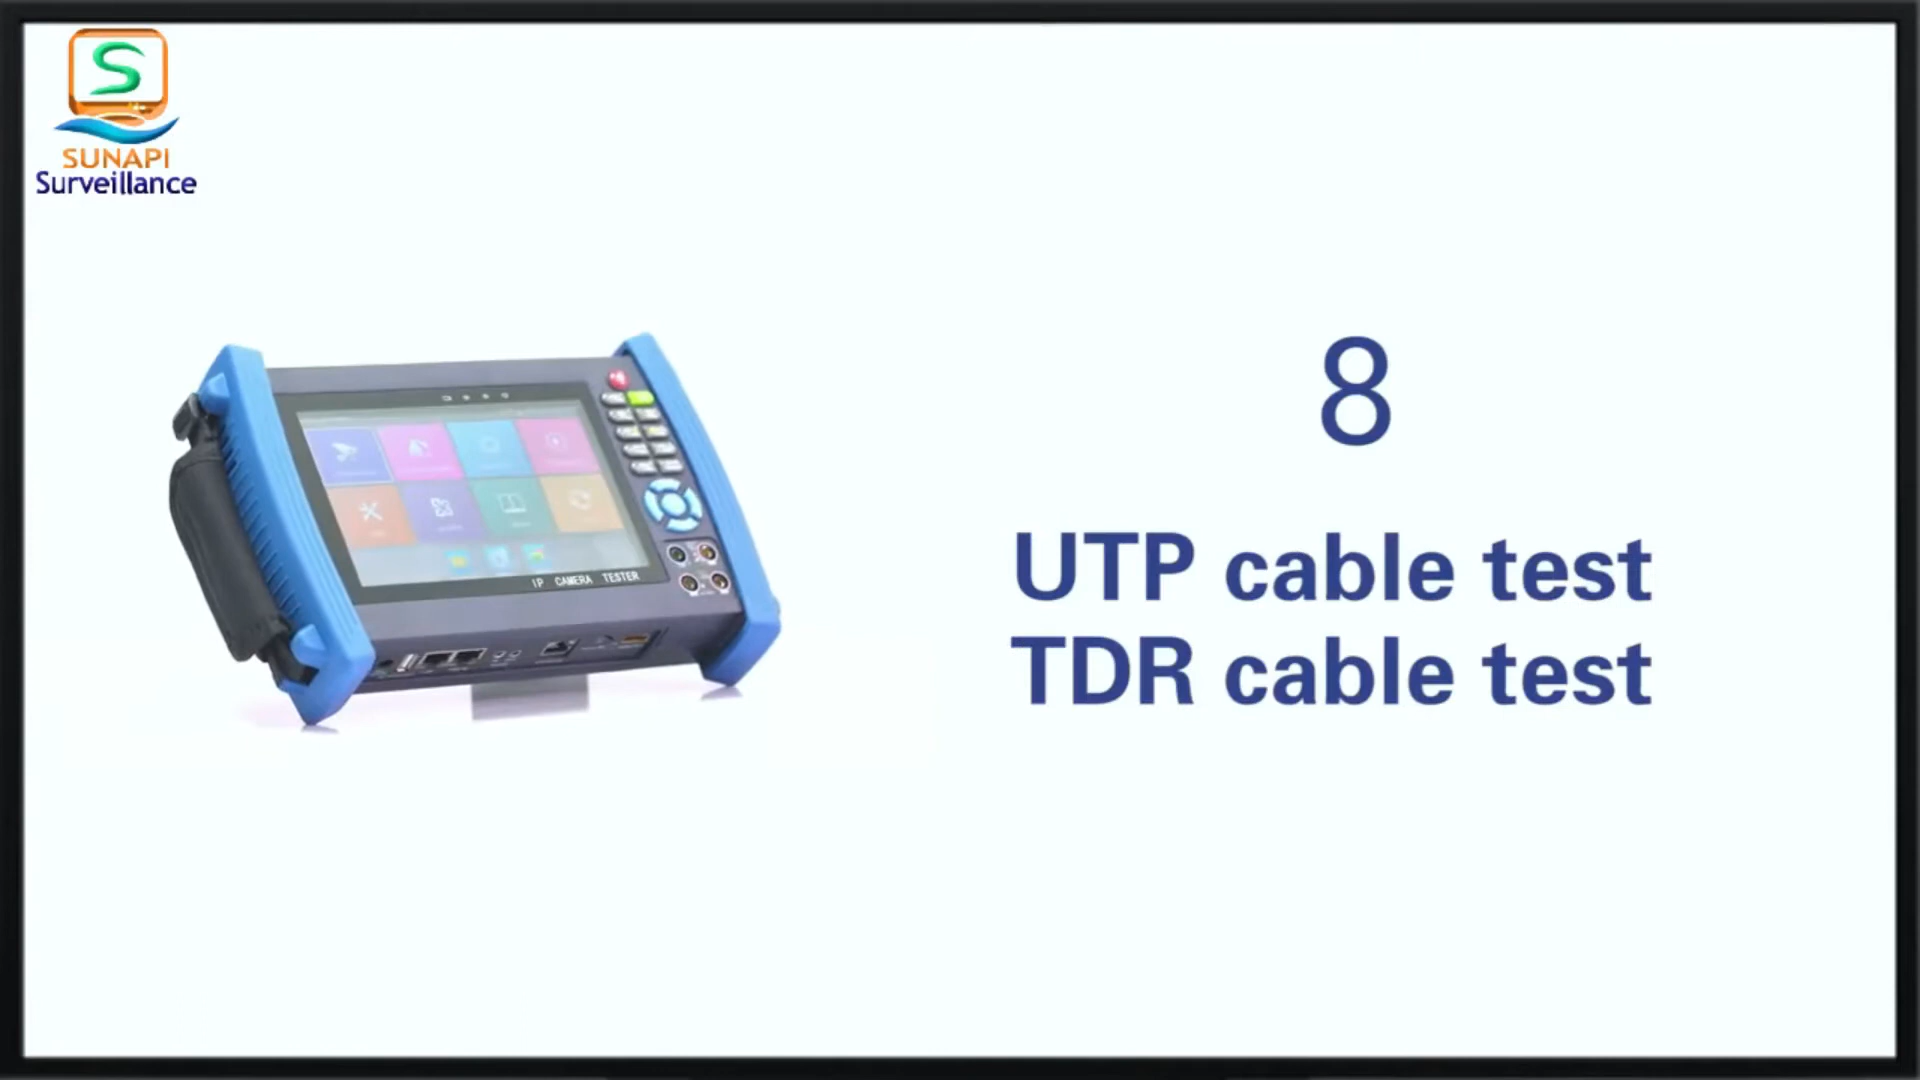 S
SUNAPI
Surveillance
8
UTP cable test
TDR cable test
IP CAMERA TESTER